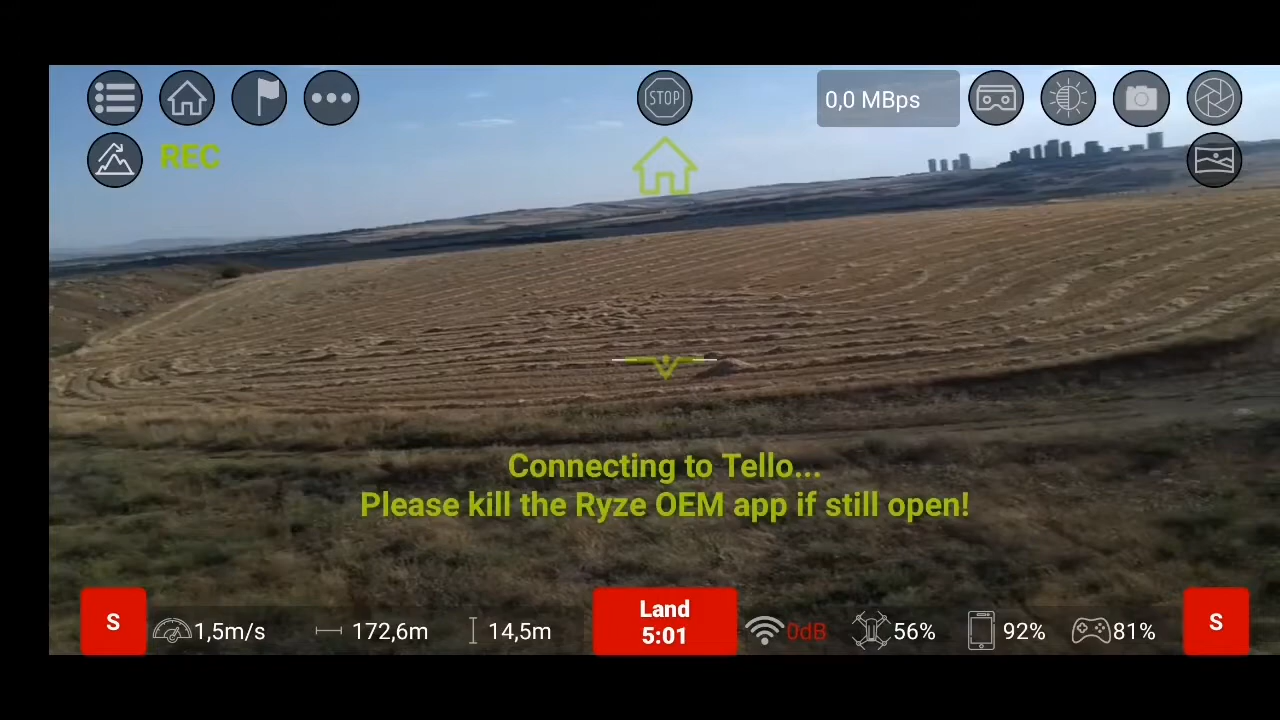 STOP
0,0 MBps
REC
Connecting to Tello...
Please kill the Ryze OEM app if still open!
S
1,5m/s
172,6m
14,5m
Land
5:01
0dB
56%
92%
81%
S